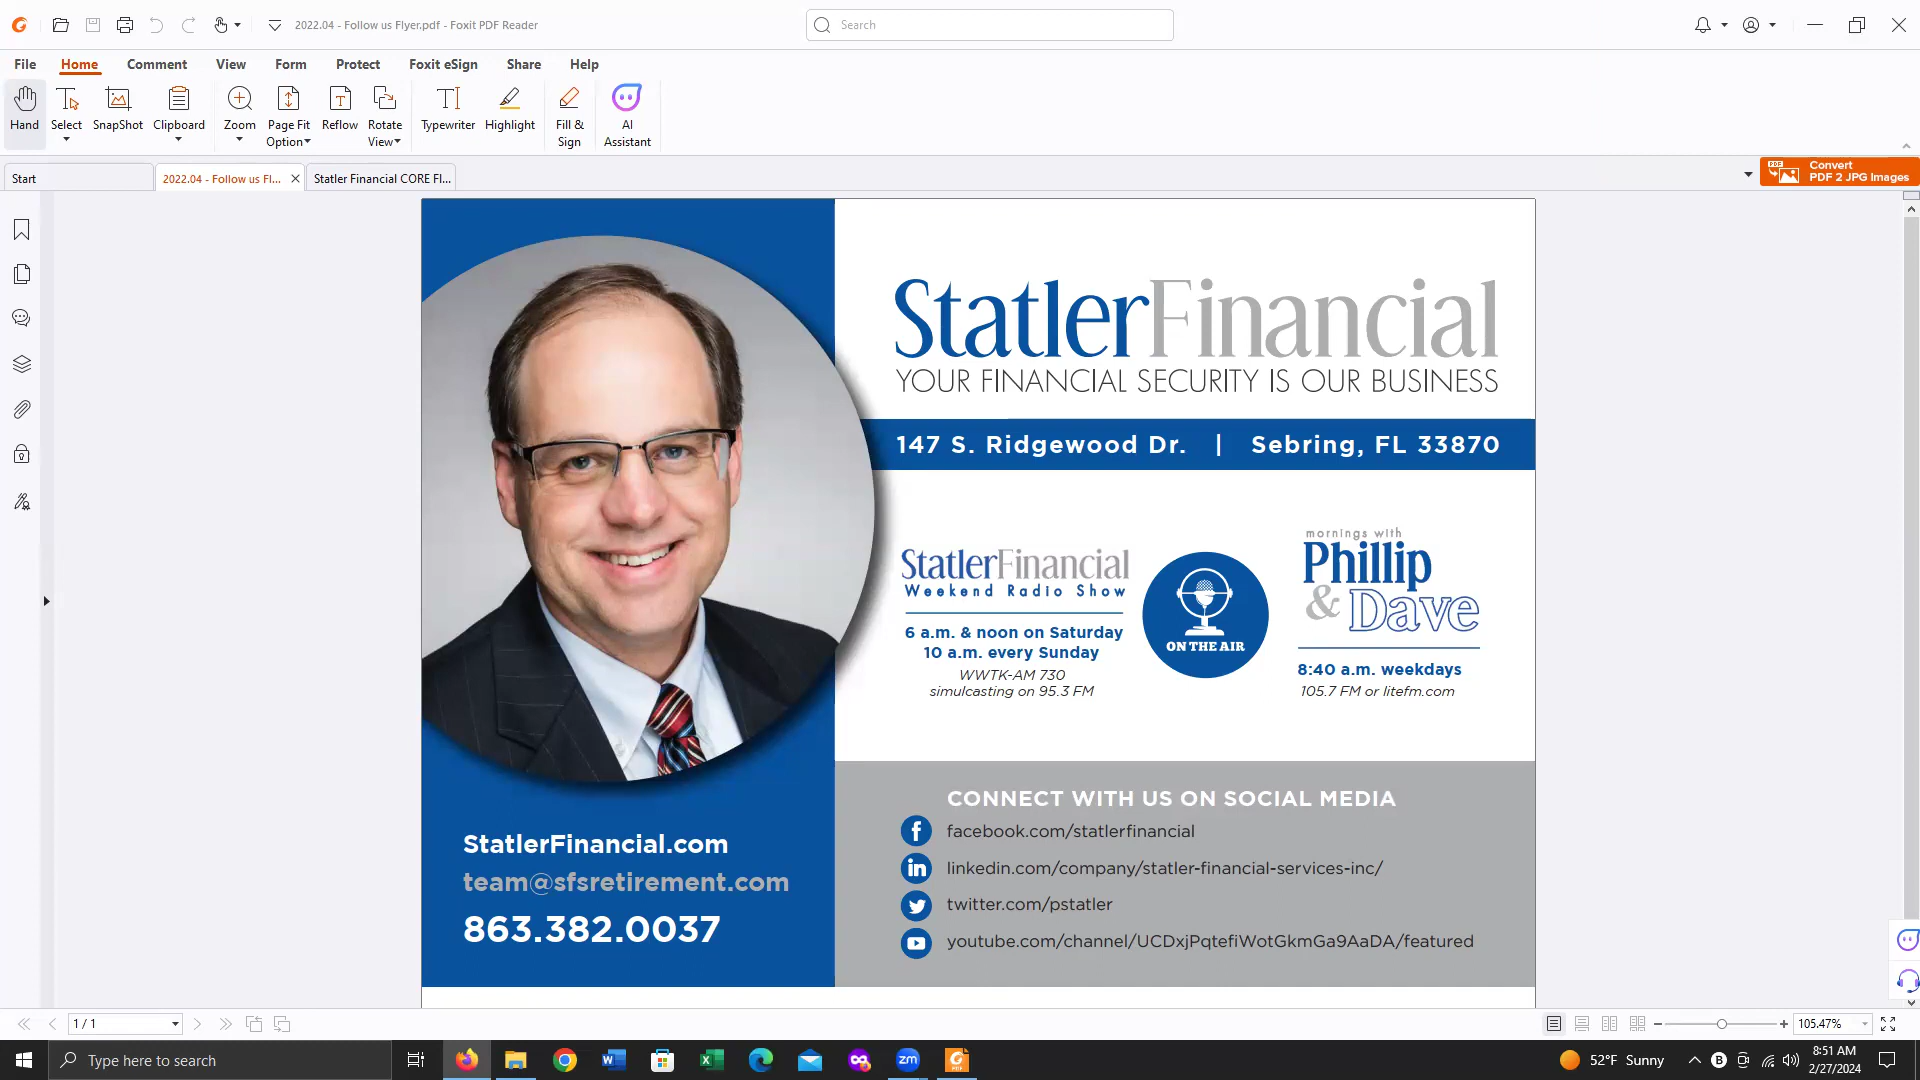 2022.04 - Follow us Flyer.pdf - Foxit PDF Reader
Search
File
Home
Comment
View
Form
Protect
Foxit eSign
Share
Help
Hand
Select
SnapShot
Clipboard
Zoom
Page Fit
Option
Reflow
Rotate
View
Typewriter
Highlight
Fill &
Sign
AI
Assistant
Start
2022.04 - Follow us Fl...
Statler Financial CORE Fl...
PDF
Convert
PDF 2 JPG Images
StatlerFinancial
YOUR FINANCIAL SECURITY IS OUR BUSINESS
147 S. Ridgewood Dr. | Sebring, FL 33870
StatlerFinancial
Weekend Radio Show
6 a.m. & noon on Saturday
10 a.m. every Sunday
WWTK-AM 730
simulcasting on 95.3 FM
ON THE AIR
mornings with
Phillip
& Dave
8:40 a.m. weekdays
105.7 FM or litefm.com
StatlerFinancial.com
team@sfsretirement.com
863.382.0037
CONNECT WITH US ON SOCIAL MEDIA
facebook.com/statlerfinancial
linkedin.com/company/statler-financial-services-inc/
twitter.com/pstatler
youtube.com/channel/UCDxjPqtefiWotGkmGa9AaDA/featured
1 / 1
105.47%
Type here to search
zm
52°F Sunny
8:51 AM
2/27/2024